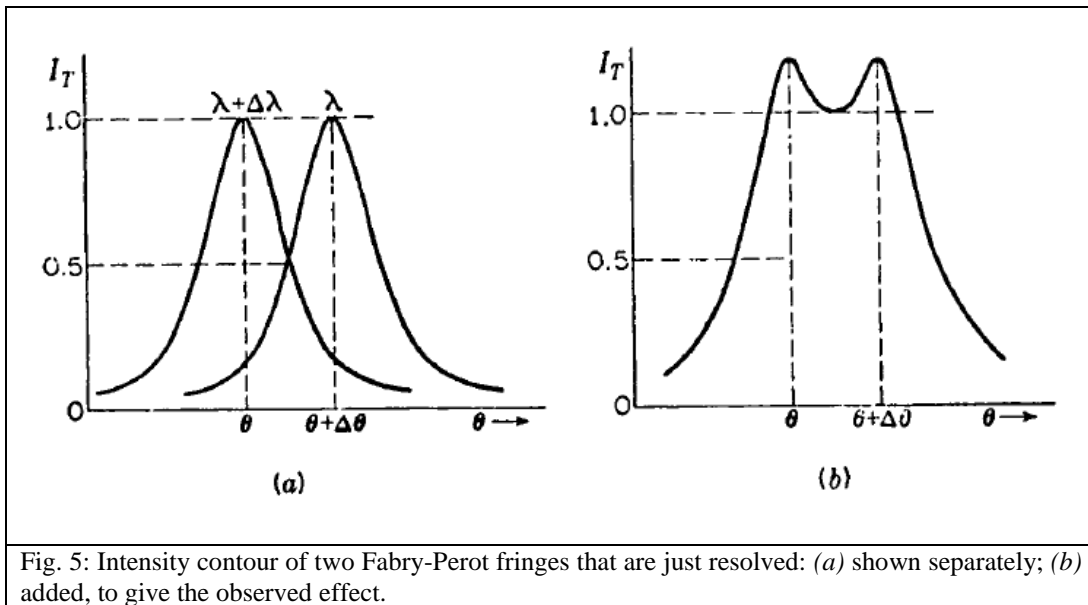 I_T
λ+Δλ λ
1.0
0.5
0
θ θ+Δθ θ→
(a)
I_T
1.0
0.5
0
θ θ+Δθ θ→
(b)
Fig. 5: Intensity contour of two Fabry-Perot fringes that are just resolved: (a) shown separately; (b)
added, to give the observed effect.